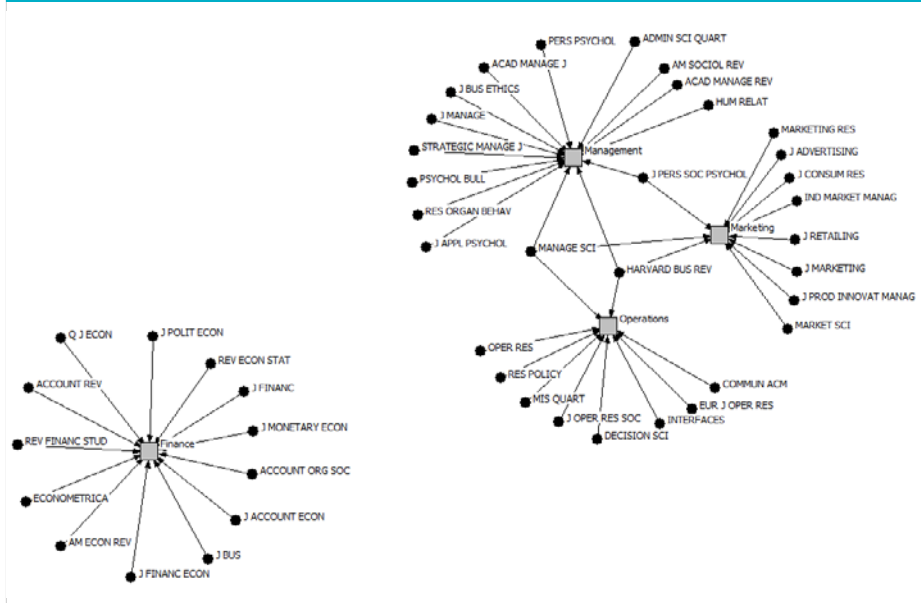 PERS PSYCHOL
ADMIN SCI QUART
ACAD MANAGE J
AM SOCIOL REV
J BUS ETHICS
ACAD MANAGE REV
HUM RELAT
J MANAGE
MARKETING RES
STRATEGIC MANAGE J
Management
J ADVERTISING
PSYCHOL BULL
J PERS SOC PSYCHOL
J CONSUM RES
IND MARKET MANAG
RES ORGAN BEHAV
Marketing
J RETAILING
J APPL PSYCHOL
MANAGE SCI
HARVARD BUS REV
J MARKETING
J PROD INNOVAT MANAG
Operations
MARKET SCI
Q J ECON
J POLIT ECON
OPER RES
REV ECON STAT
RES POLICY
ACCOUNT REV
J FINANC
COMMUN ACM
MIS QUART
EUR J OPER RES
J OPER RES SOC
INTERFACES
J MONETARY ECON
DECISION SCI
REV FINANC STUD
Finance
ACCOUNT ORG SOC
ECONOMETRICA
J ACCOUNT ECON
AM ECON REV
J BUS
J FINANC ECON